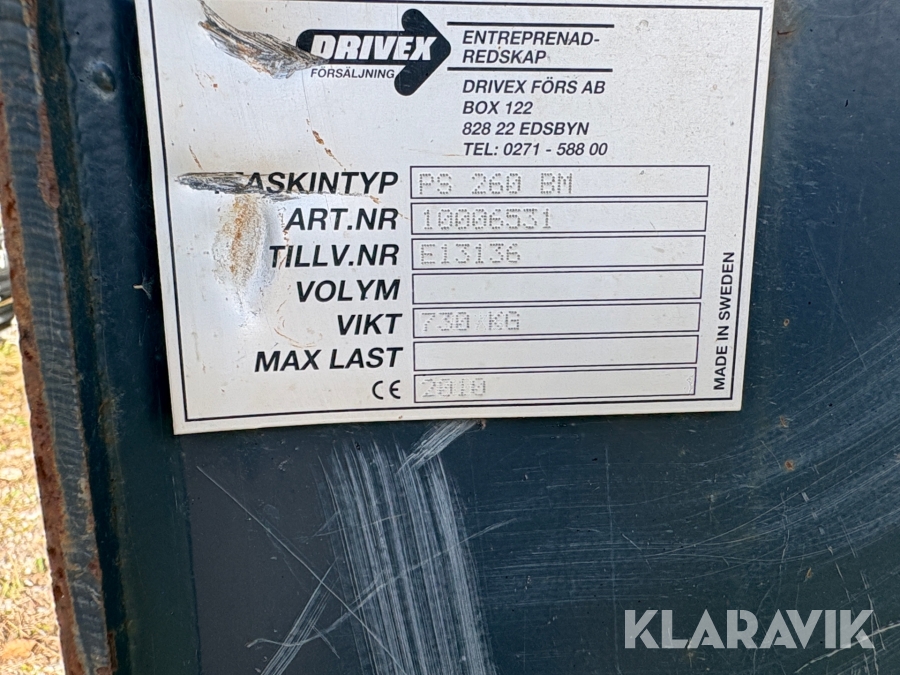 DRIVEX
FÖRSÄLJNING
ENTREPRENAD-
REDSKAP
DRIVEX FÖRS AB
BOX 122
828 22 EDSBYN
TEL: 0271 - 588 00
ASKINTYP PS 260 BM
ART.NR 10006531
TILLV.NR E13136
VOLYM
VIKT 730 KG
MAX LAST
CE 2010
MADE IN SWEDEN
KLARAVIK